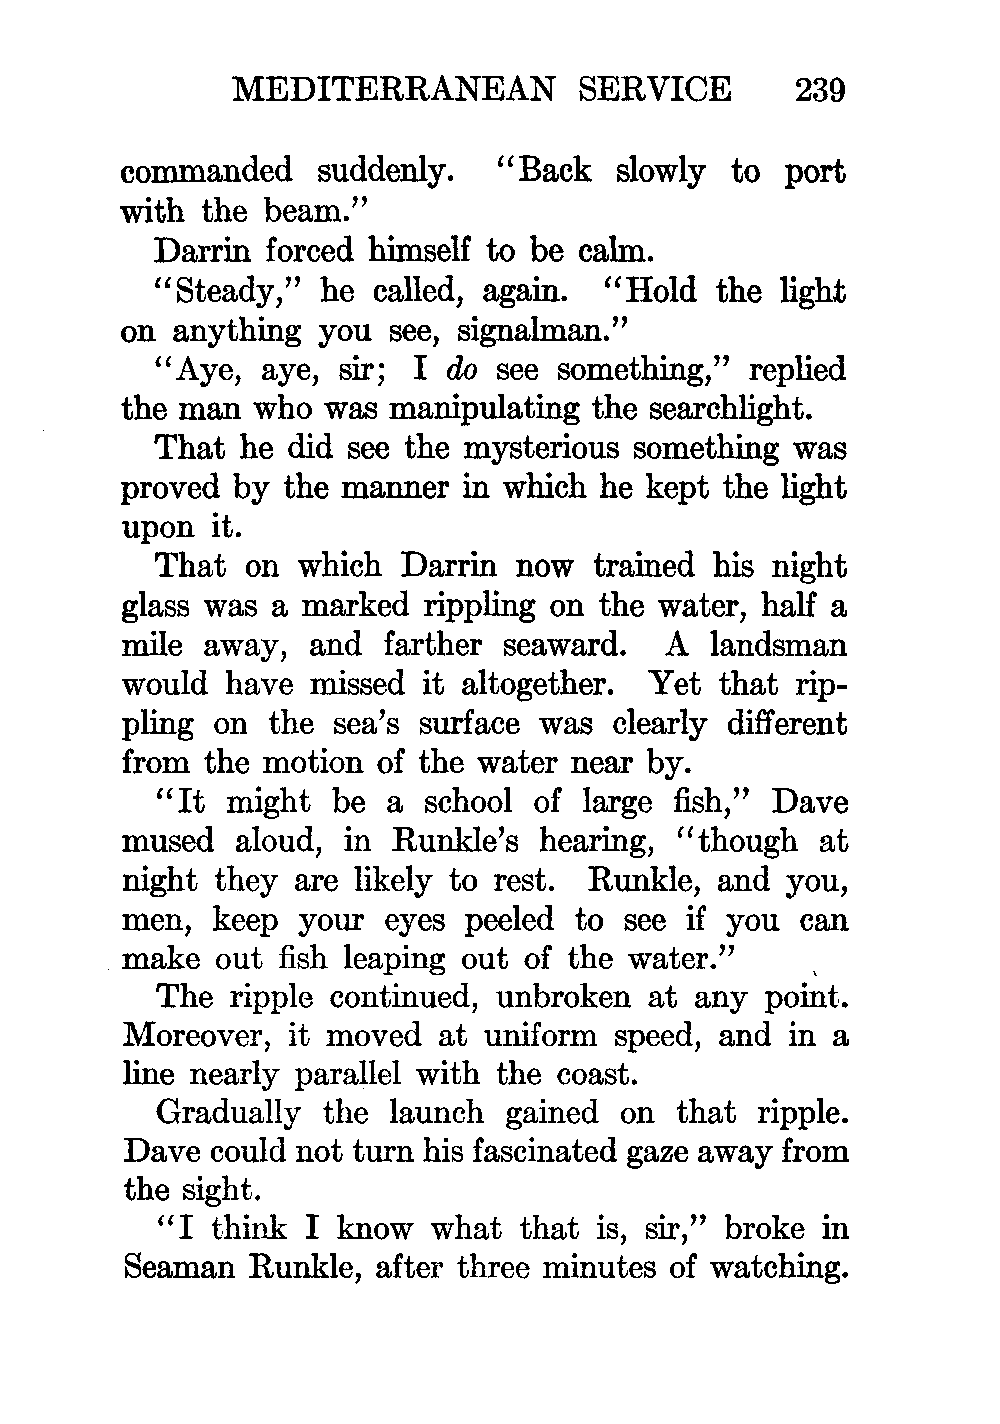 MEDITERRANEAN SERVICE 239
commanded suddenly. “Back slowly to port
with the beam.”
Darrin forced himself to be calm.
“Steady,” he called, again. “Hold the light
on anything you see, signalman.”
“Aye, aye, sir; I do see something,” replied
the man who was manipulating the searchlight.
That he did see the mysterious something was
proved by the manner in which he kept the light
upon it.
That on which Darrin now trained his night
glass was a marked rippling on the water, half a
mile away, and farther seaward. A landsman
would have missed it altogether. Yet that rip-
pling on the sea’s surface was clearly different
from the motion of the water near by.
“It might be a school of large fish,” Dave
mused aloud, in Runkle’s hearing, “though at
night they are likely to rest. Runkle, and you,
men, keep your eyes peeled to see if you can
make out fish leaping out of the water.”
The ripple continued, unbroken at any point.
Moreover, it moved at uniform speed, and in a
line nearly parallel with the coast.
Gradually the launch gained on that ripple.
Dave could not turn his fascinated gaze away from
the sight.
“I think I know what that is, sir,” broke in
Seaman Runkle, after three minutes of watching.